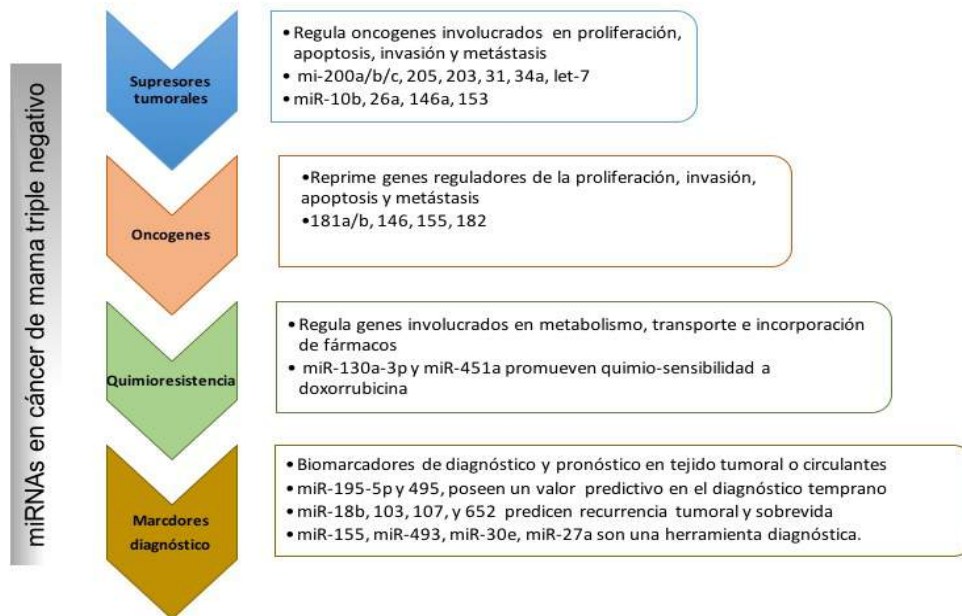 miRNAs en cáncer de mama triple negativo
Supresores
tumorales
•Regula oncogenes involucrados en proliferación,
apoptosis, invasión y metástasis
• mi-200a/b/c, 205, 203, 31, 34a, let-7
•miR-10b, 26a, 146a, 153
Oncogenes
•Reprime genes reguladores de la proliferación, invasión,
apoptosis y metástasis
•181a/b, 146, 155, 182
Quimioresistencia
•Regula genes involucrados en metabolismo, transporte e incorporación
de fármacos
• miR-130a-3p y miR-451a promueven quimio-sensibilidad a
doxorrubicina
Marcdores
diagnóstico
• Biomarcadores de diagnóstico y pronóstico en tejido tumoral o circulantes
•miR-195-5p y 495, poseen un valor predictivo en el diagnóstico temprano
•miR-18b, 103, 107, y 652 predicen recurrencia tumoral y sobrevida
•miR-155, miR-493, miR-30e, miR-27a son una herramienta diagnóstica.